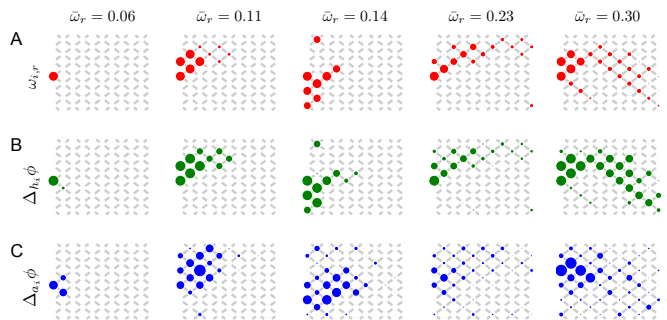 ω̄_r = 0.06 ω̄_r = 0.11 ω̄_r = 0.14 ω̄_r = 0.23 ω̄_r = 0.30
A
ω_{i,r}
B
Δ_{h_i} ϕ
C
Δ_{a_i} ϕ